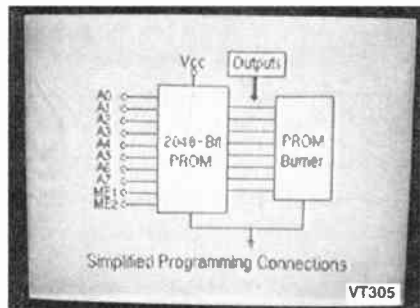 Vcc
Outputs
A0
A1
A2
A3
A4
A5
A6
A7
ME1
ME2
2048-Bit
PROM
PROM
Burner
Simplified Programming Connections
VT305